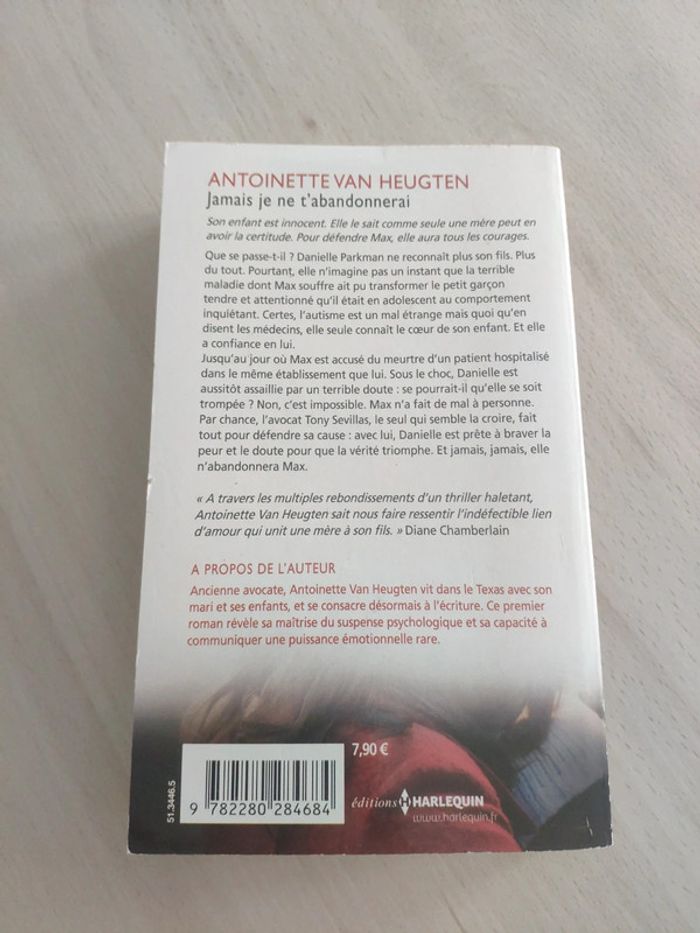 ANTOINETTE VAN HEUGTEN
Jamais je ne t'abandonnerai
Son enfant est innocent. Elle le sait comme seule une mère peut en
avoir la certitude. Pour défendre Max, elle aura tous les courages.
Que se passe-t-il ? Danielle Parkman ne reconnaît plus son fils. Plus
du tout. Pourtant, elle n'imagine pas un instant que la terrible
maladie dont Max souffre ait pu transformer le petit garçon
tendre et attentionné qu'il était en adolescent au comportement
inquiétant. Certes, l'autisme est un mal étrange mais quoi qu'en
disent les médecins, elle seule connaît le cœur de son enfant. Et elle
a confiance en lui.
Jusqu'au jour où Max est accusé du meurtre d'un patient hospitalisé
dans le même établissement que lui. Sous le choc, Danielle est
aussitôt assaillie par un terrible doute : se pourrait-il qu'elle se soit
trompée ? Non, c'est impossible. Max n'a fait de mal à personne.
Par chance, l'avocat Tony Sevillas, le seul qui semble la croire, fait
tout pour défendre sa cause : avec lui, Danielle est prête à braver la
peur et le doute pour que la vérité triomphe. Et jamais, jamais, elle
n'abandonnera Max.
« A travers les multiples rebondissements d'un thriller haletant,
Antoinette Van Heugten sait nous faire ressentir l'indéfectible lien
d'amour qui unit une mère à son fils. » Diane Chamberlain
A PROPOS DE L'AUTEUR
Ancienne avocate, Antoinette Van Heugten vit dans le Texas avec son
mari et ses enfants, et se consacre désormais à l'écriture. Ce premier
roman révèle sa maîtrise du suspense psychologique et sa capacité à
communiquer une puissance émotionnelle rare.
7,90 €
51.3446.5
9 782280 284684
éditions H HARLEQUIN
www.harlequin.fr